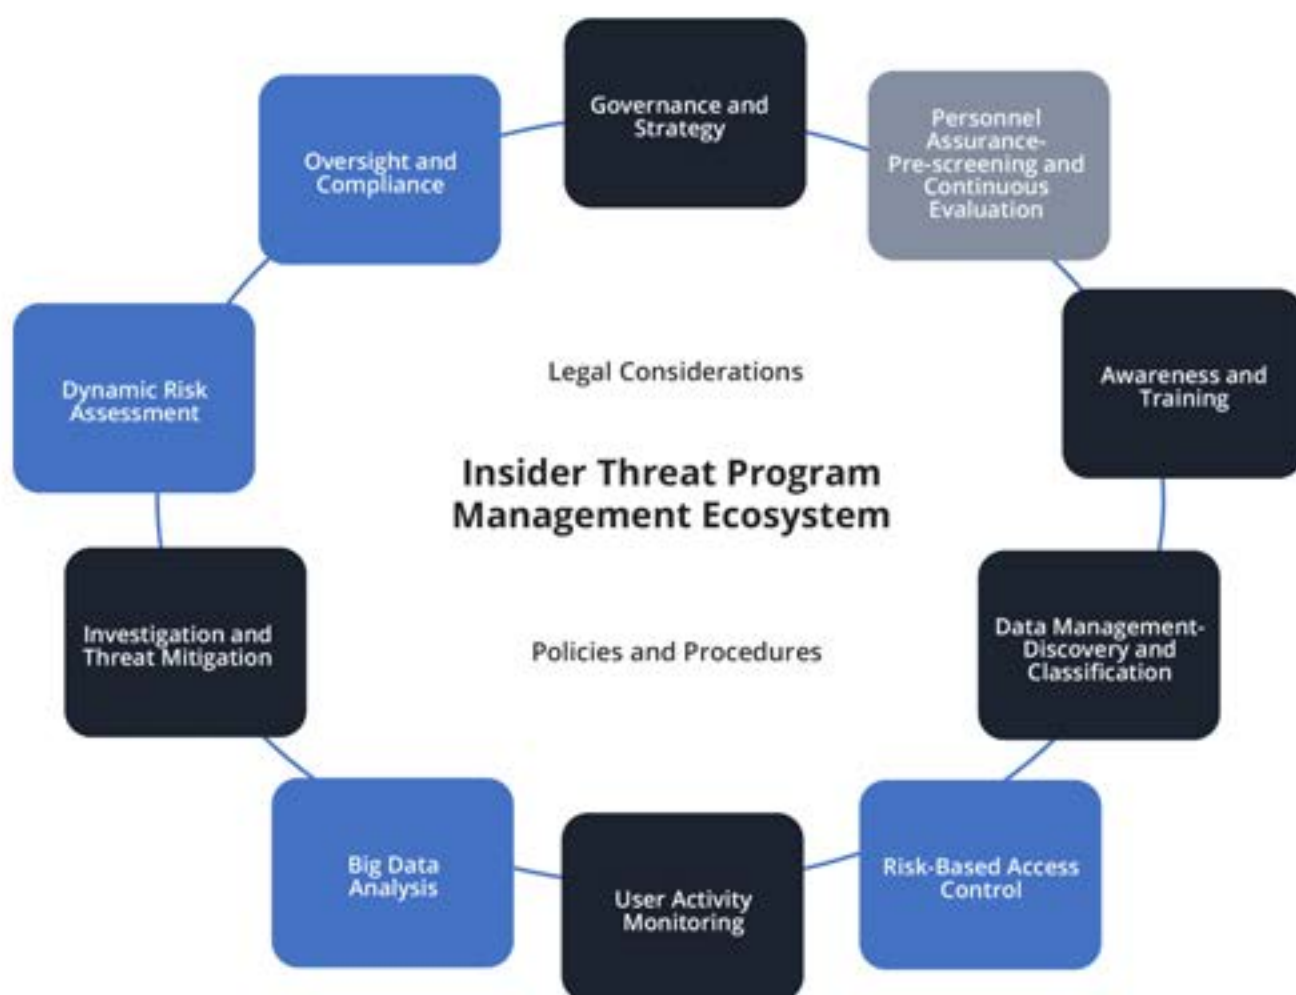 Governance and
Strategy
Personnel
Assurance-
Pre-screening and
Continuous
Evaluation
Oversight and
Compliance
Awareness and
Training
Dynamic Risk
Assessment
Legal Considerations
Insider Threat Program
Management Ecosystem
Policies and Procedures
Data Management-
Discovery and
Classification
Investigation and
Threat Mitigation
Risk-Based Access
Control
User Activity
Monitoring
Big Data
Analysis